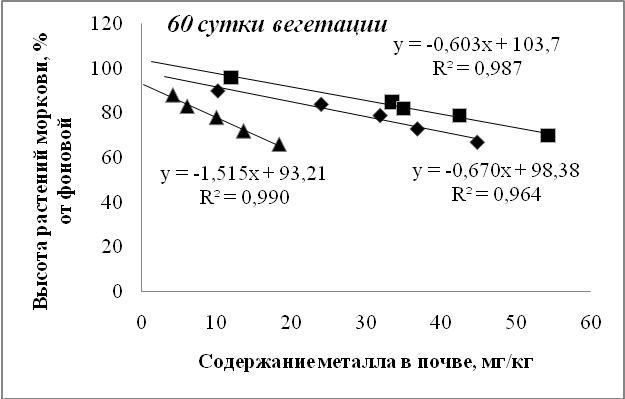 60 сутки вегетации
Высота растений моркови, %
от фоновой
120
100
80
60
40
20
0
y = -0,603x + 103,7
R² = 0,987
y = -1,515x + 93,21
R² = 0,990
y = -0,670x + 98,38
R² = 0,964
0 10 20 30 40 50 60
Содержание металла в почве, мг/кг